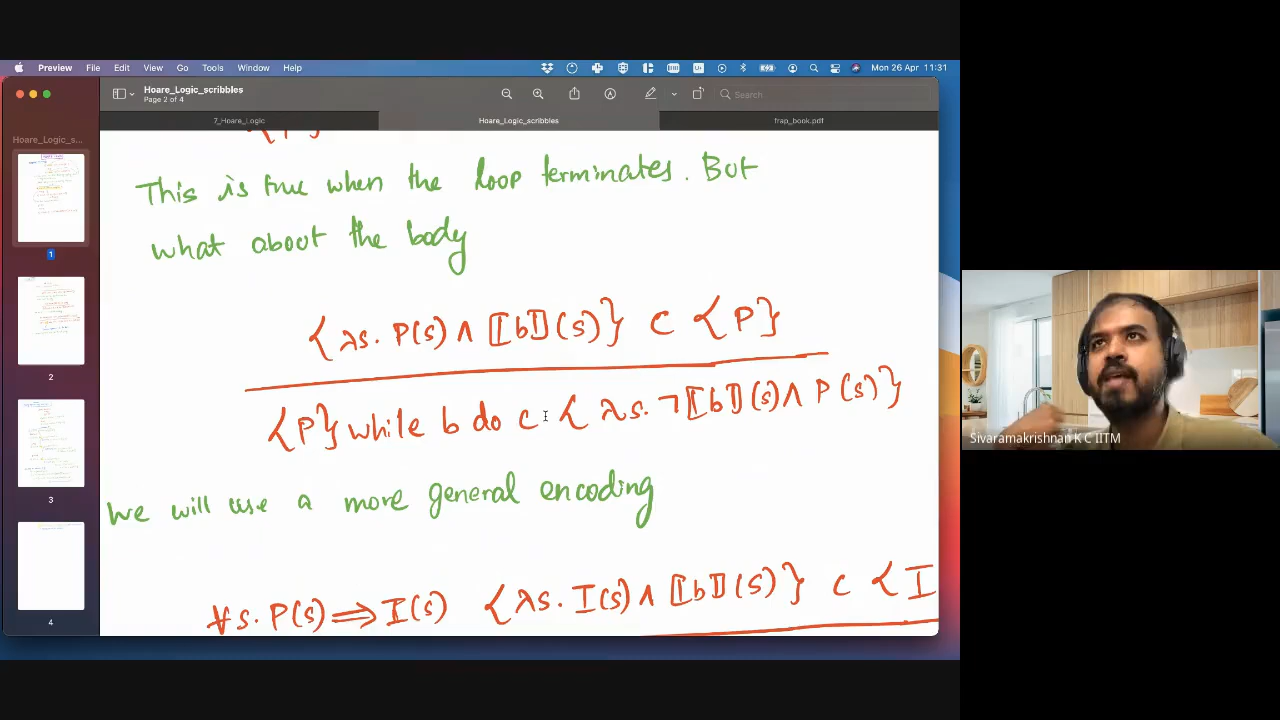 Preview File Edit View Go Tools Window Help Mon 26 Apr 11:31
Hoare_Logic_scribbles
Page 2 of 4
Search
7_Hoare_Logic Hoare_Logic_scribbles frap_book.pdf
Hoare_Logic_s...
1
2
3
4
This is true when the loop terminates. But
what about the body
{λs. P(s) ∧ ⟦b⟧(s)} c {P}
{P} while b do c {λs. ¬⟦b⟧(s) ∧ P(s)}
We will use a more general encoding
∀s. P(s) ⟹ I(s) {λs. I(s) ∧ ⟦b⟧(s)} c {I
Sivaramakrishnan K C IITM